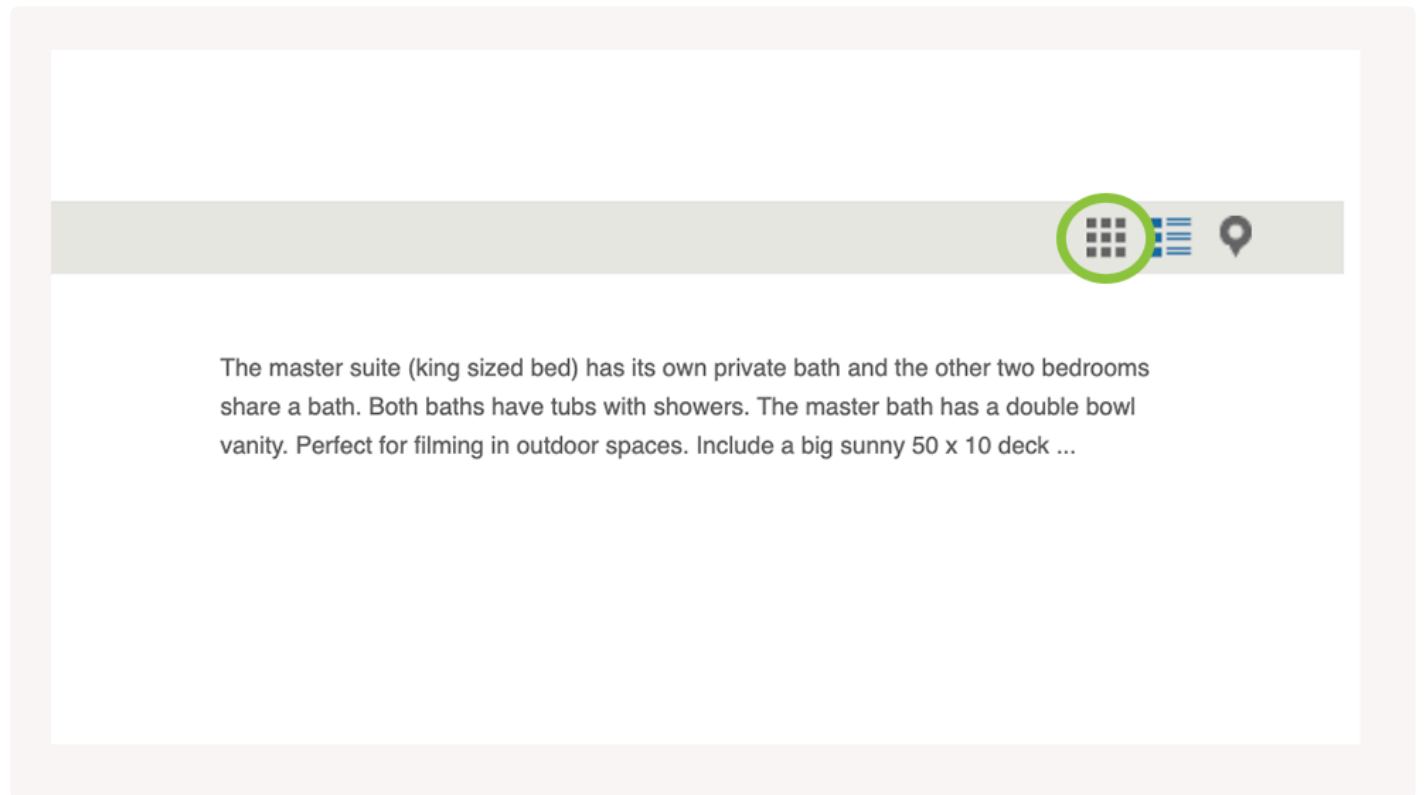 The master suite (king sized bed) has its own private bath and the other two bedrooms
share a bath. Both baths have tubs with showers. The master bath has a double bowl
vanity. Perfect for filming in outdoor spaces. Include a big sunny 50 x 10 deck ...